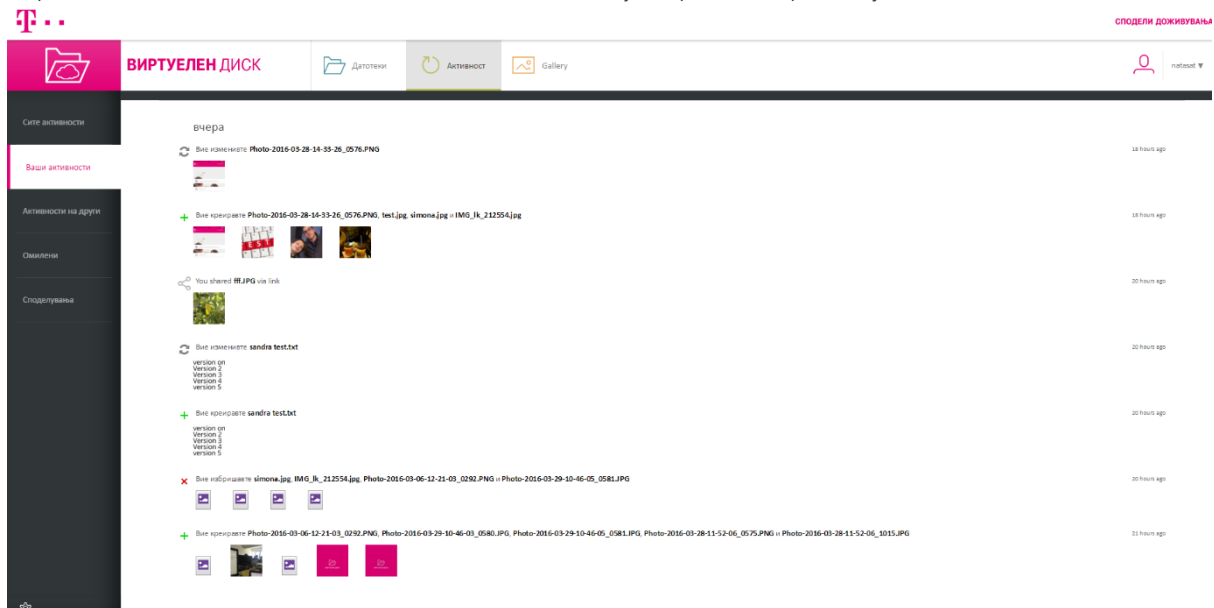 T
СПОДЕЛИ ДОЖИВУВАЊА
ВИРТУЕЛЕН ДИСК
Датотеки
Активност
Gallery
natasat ▼
Сите активности
Ваши активности
Активности на други
Омилени
Споделувања
вчера
Вие изменивте Photo-2016-03-28-14-33-26_0576.PNG
18 hours ago
Вие креиравте Photo-2016-03-28-14-33-26_0576.PNG, test.jpg, simona.jpg и IMG_lk_212554.jpg
18 hours ago
TEST
You shared fff.JPG via link
20 hours ago
Вие изменивте sandra test.txt
20 hours ago
version on
Version 2
Version 3
Version 4
version 5
Вие креиравте sandra test.txt
20 hours ago
version on
Version 2
Version 3
Version 4
version 5
Вие избришавте simona.jpg, IMG_lk_212554.jpg, Photo-2016-03-06-12-21-03_0292.PNG и Photo-2016-03-29-10-46-05_0581.JPG
20 hours ago
Вие креиравте Photo-2016-03-06-12-21-03_0292.PNG, Photo-2016-03-29-10-46-03_0580.JPG, Photo-2016-03-29-10-46-05_0581.JPG, Photo-2016-03-28-11-52-06_0575.PNG и Photo-2016-03-28-11-52-06_1015.JPG
21 hours ago